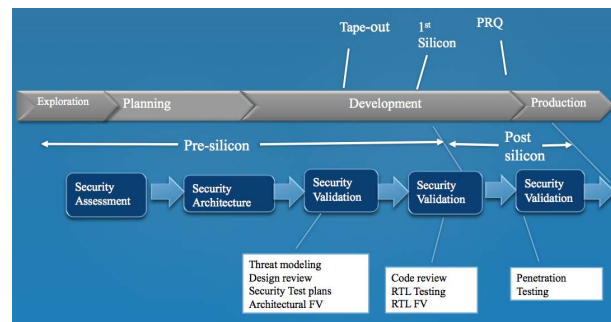 Tape-out
1st
Silicon
PRQ
Exploration
Planning
Development
Production
Pre-silicon
Post
silicon
Security
Assessment
Security
Architecture
Security
Validation
Security
Validation
Security
Validation
Threat modeling
Design review
Security Test plans
Architectural FV
Code review
RTL Testing
RTL FV
Penetration
Testing